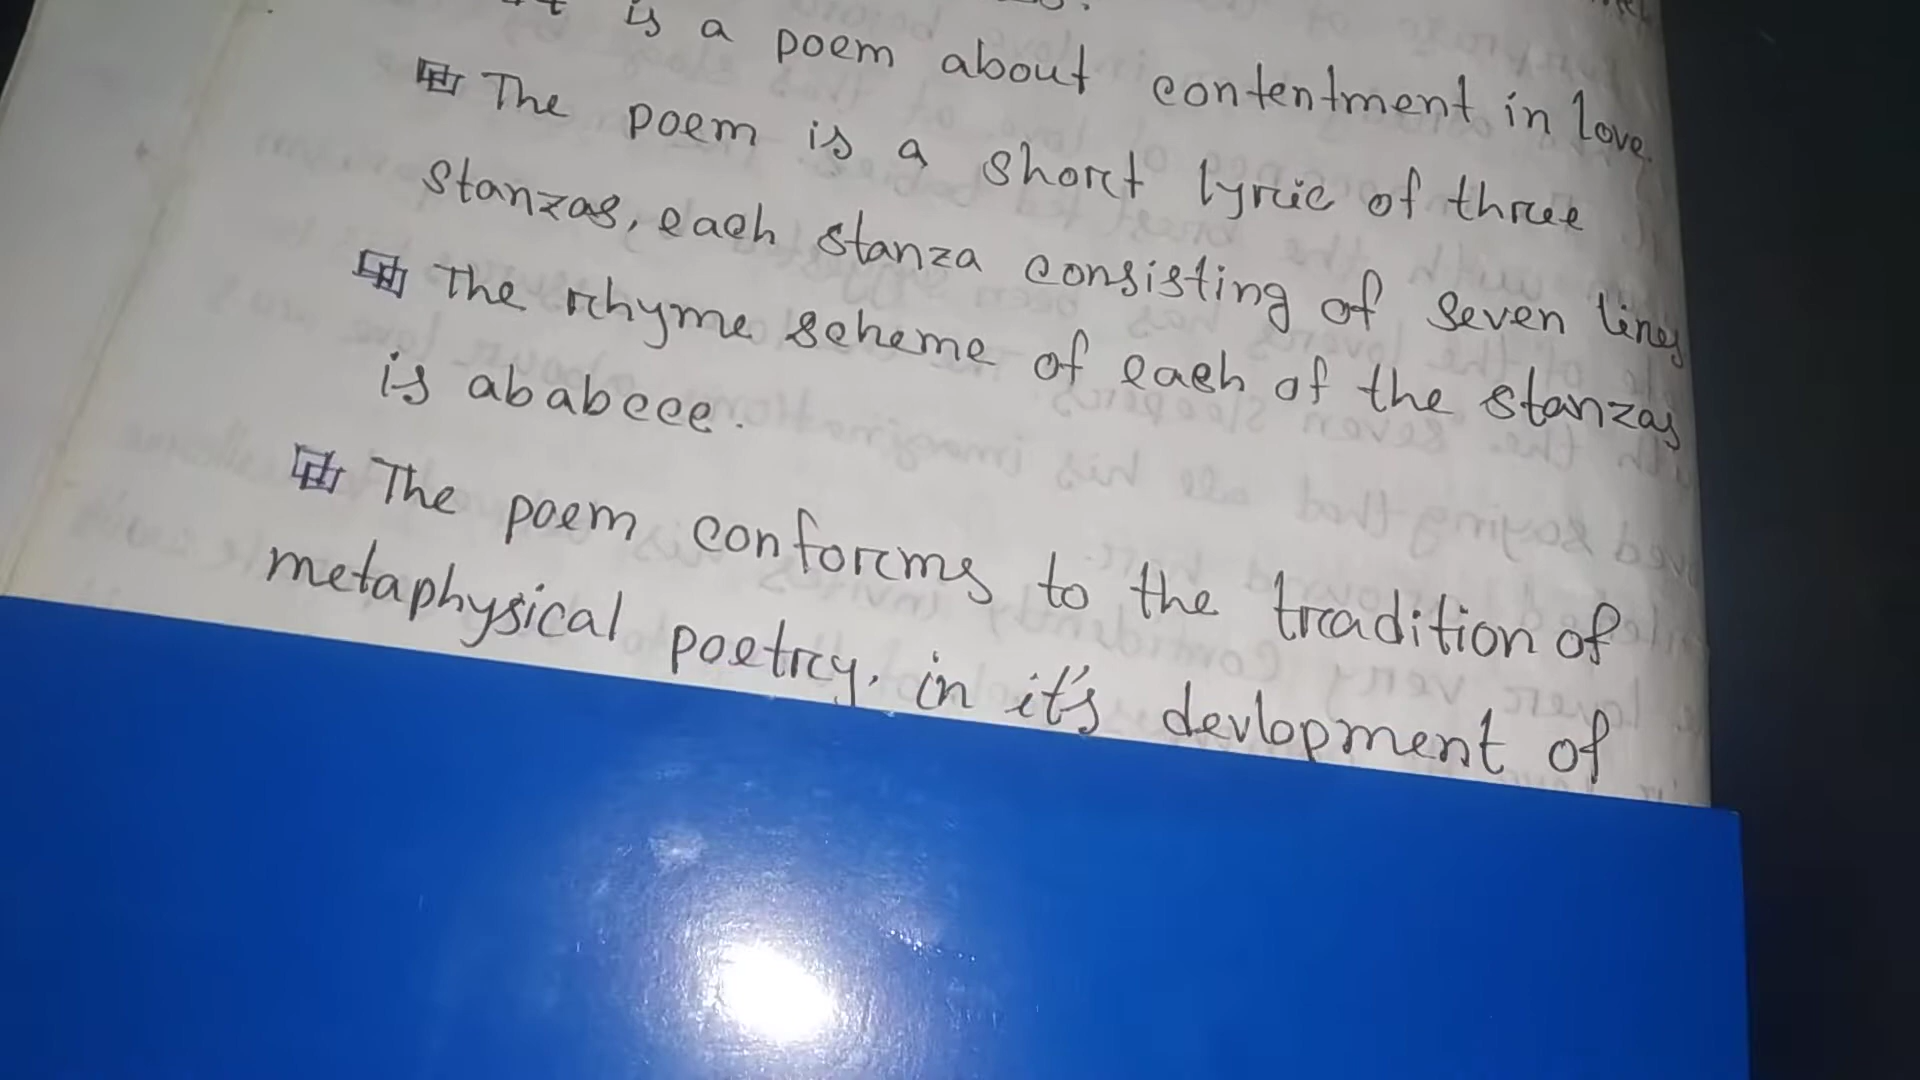 is a poem about contentment in love.
The poem is a short lyric of three
stanzas, each stanza consisting of seven lines
The rhyme scheme of each of the stanzas
is ababccc.
The poem conforms to the tradition of
metaphysical poetry, in it's devlopment of